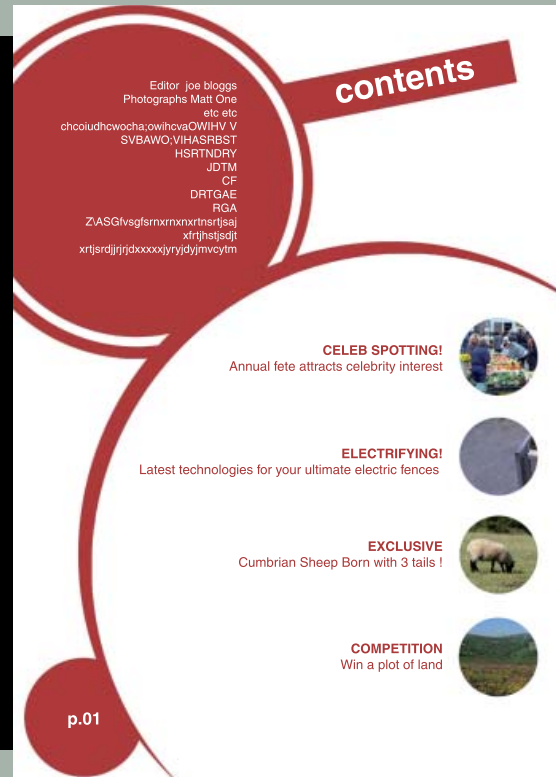 contents
Editor joe bloggs
Photographs Matt One
etc etc
chcoiudhcwocha;owihcvaOWIHV V
SVBAWO;VIHASRBST
HSRTNDRY
JDTM
CF
DRTGAE
RGA
Z\ASGfvsgfsrnxrnxnxrtnsrtjsaj
xfrtjhstjsdjt
xrtjsrdjjrjrjdxxxxxjyryjdyjmvcytm
CELEB SPOTTING!
Annual fete attracts celebrity interest
ELECTRIFYING!
Latest technologies for your ultimate electric fences
EXCLUSIVE
Cumbrian Sheep Born with 3 tails !
COMPETITION
Win a plot of land
p.01